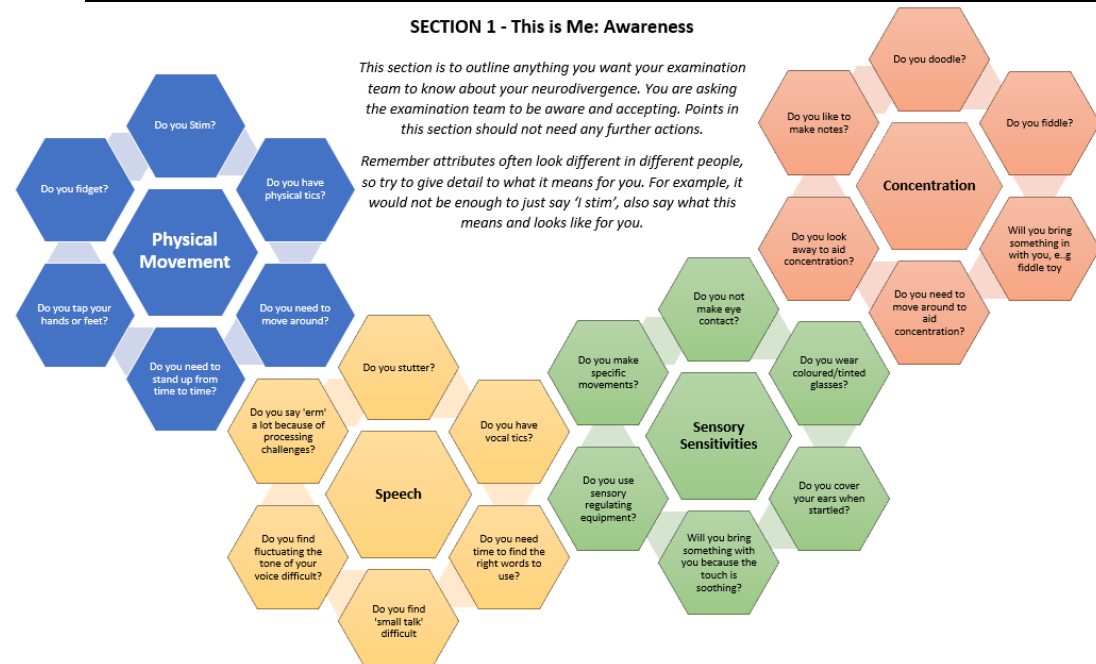 SECTION 1 - This is Me: Awareness
This section is to outline anything you want your examination
team to know about your neurodivergence. You are asking
the examination team to be aware and accepting. Points in
this section should not need any further actions.
Remember attributes often look different in different people,
so try to give detail to what it means for you. For example, it
would not be enough to just say ‘I stim’, also say what this
means and looks like for you.
Physical
Movement
Do you Stim?
Do you have
physical tics?
Do you need to
move around?
Do you need to
stand up from
time to time?
Do you tap your
hands or feet?
Do you fidget?
Speech
Do you stutter?
Do you have
vocal tics?
Do you need
time to find the
right words to
use?
Do you find
'small talk'
difficult
Do you find
fluctuating the
tone of your
voice difficult?
Do you say 'erm'
a lot because of
processing
challenges?
Sensory
Sensitivities
Do you not
make eye
contact?
Do you wear
coloured/tinted
glasses?
Do you cover
your ears when
startled?
Will you bring
something with
you because the
touch is
soothing?
Do you use
sensory
regulating
equipment?
Do you make
specific
movements?
Concentration
Do you doodle?
Do you fiddle?
Will you bring
something in
with you, e..g
fiddle toy
Do you need to
move around to
aid
concentration?
Do you look
away to aid
concentration?
Do you like to
make notes?